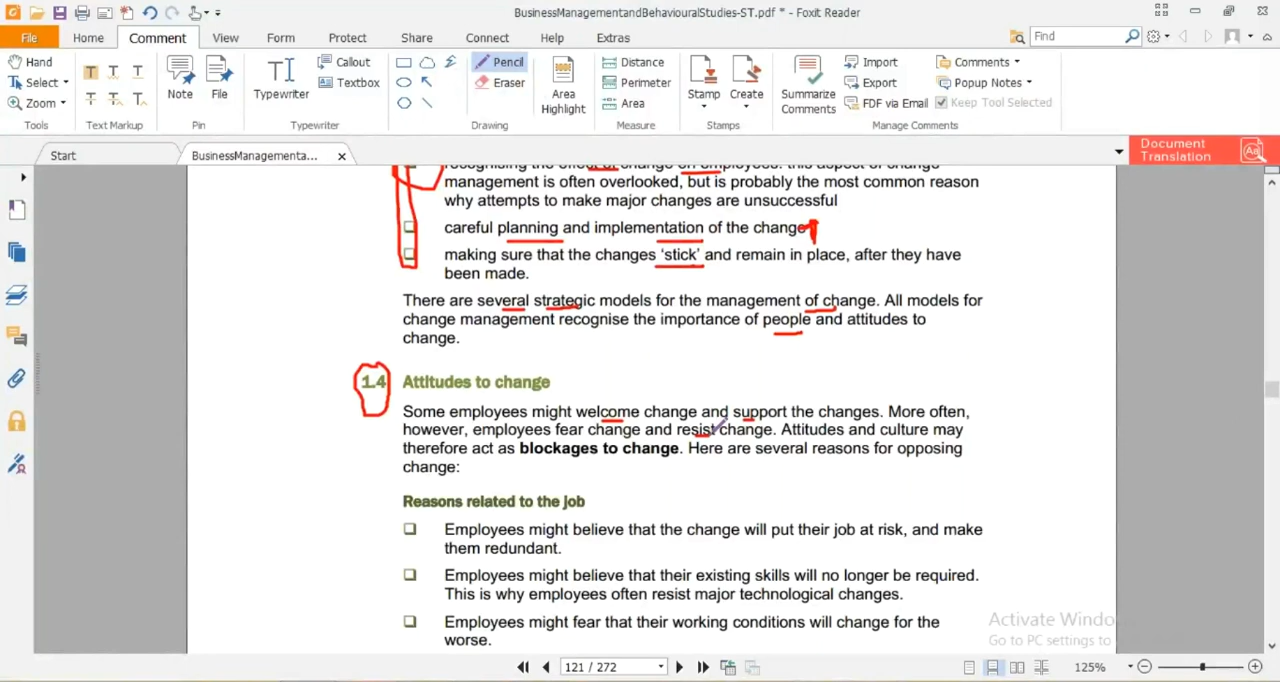 BusinessManagementandBehaviouralStudies-ST.pdf * - Foxit Reader
File Home Comment View Form Protect Share Connect Help Extras Find
Hand Callout Pencil Distance Import Comments
Select Textbox Eraser Perimeter Export Popup Notes
Zoom Note File Typewriter Area Highlight Area Stamp Create Summarize Comments FDF via Email Keep Tool Selected
Tools Text Markup Pin Typewriter Drawing Measure Stamps Manage Comments
Start BusinessManagementa... Document Translation
recognising the effect of change on employees: this aspect of change
management is often overlooked, but is probably the most common reason
why attempts to make major changes are unsuccessful
careful planning and implementation of the change
making sure that the changes ‘stick’ and remain in place, after they have
been made.
There are several strategic models for the management of change. All models for
change management recognise the importance of people and attitudes to
change.
1.4 Attitudes to change
Some employees might welcome change and support the changes. More often,
however, employees fear change and resist change. Attitudes and culture may
therefore act as blockages to change. Here are several reasons for opposing
change:
Reasons related to the job
Employees might believe that the change will put their job at risk, and make
them redundant.
Employees might believe that their existing skills will no longer be required.
This is why employees often resist major technological changes.
Employees might fear that their working conditions will change for the
worse.
Activate Windo
Go to PC settings to
121 / 272 125%